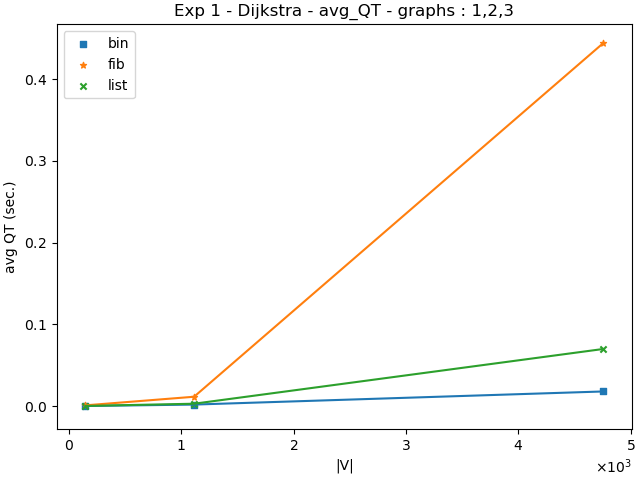 Exp 1 - Dijkstra - avg_QT - graphs : 1,2,3
bin
fib
list
avg QT (sec.)
0.4
0.3
0.2
0.1
0.0
0
1
2
3
4
5
|V|
×10³